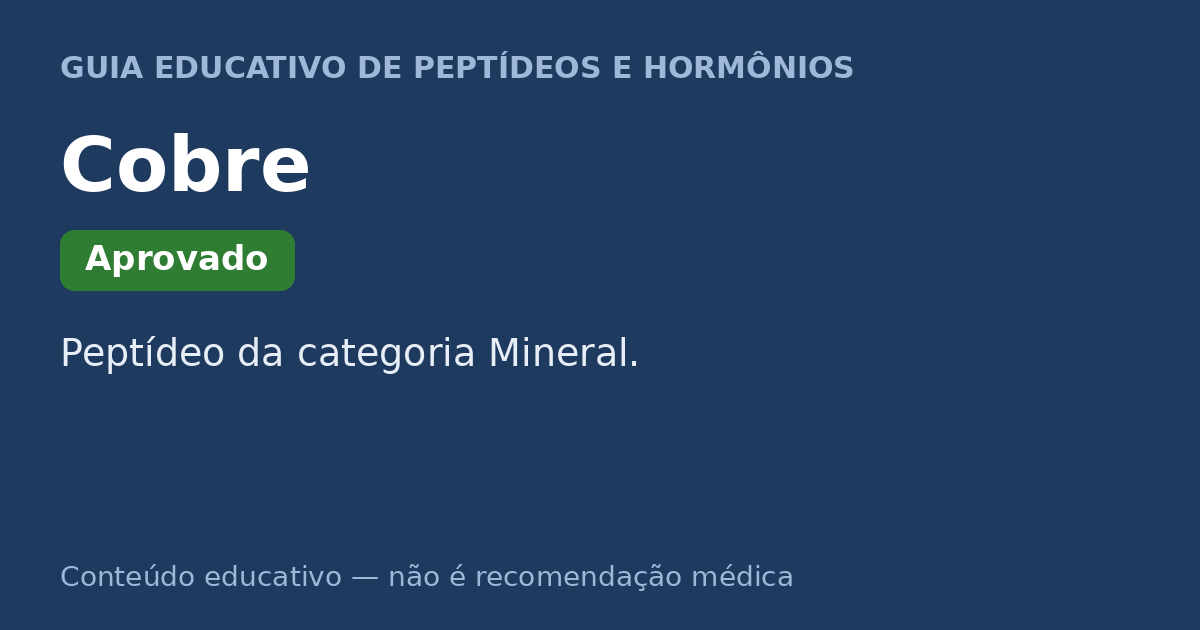 GUIA EDUCATIVO DE PEPTÍDEOS E HORMÔNIOS
Cobre
Aprovado
Peptídeo da categoria Mineral.
Conteúdo educativo — não é recomendação médica